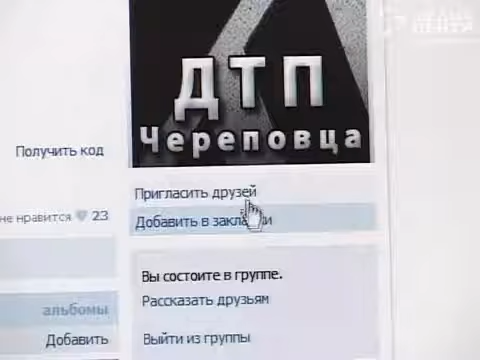 ДТП
Череповца
Получить код
Пригласить друзей
не нравится 23
Добавить в закладки
Вы состоите в группе.
альбомы
Рассказать друзьям
Добавить
Выйти из группы